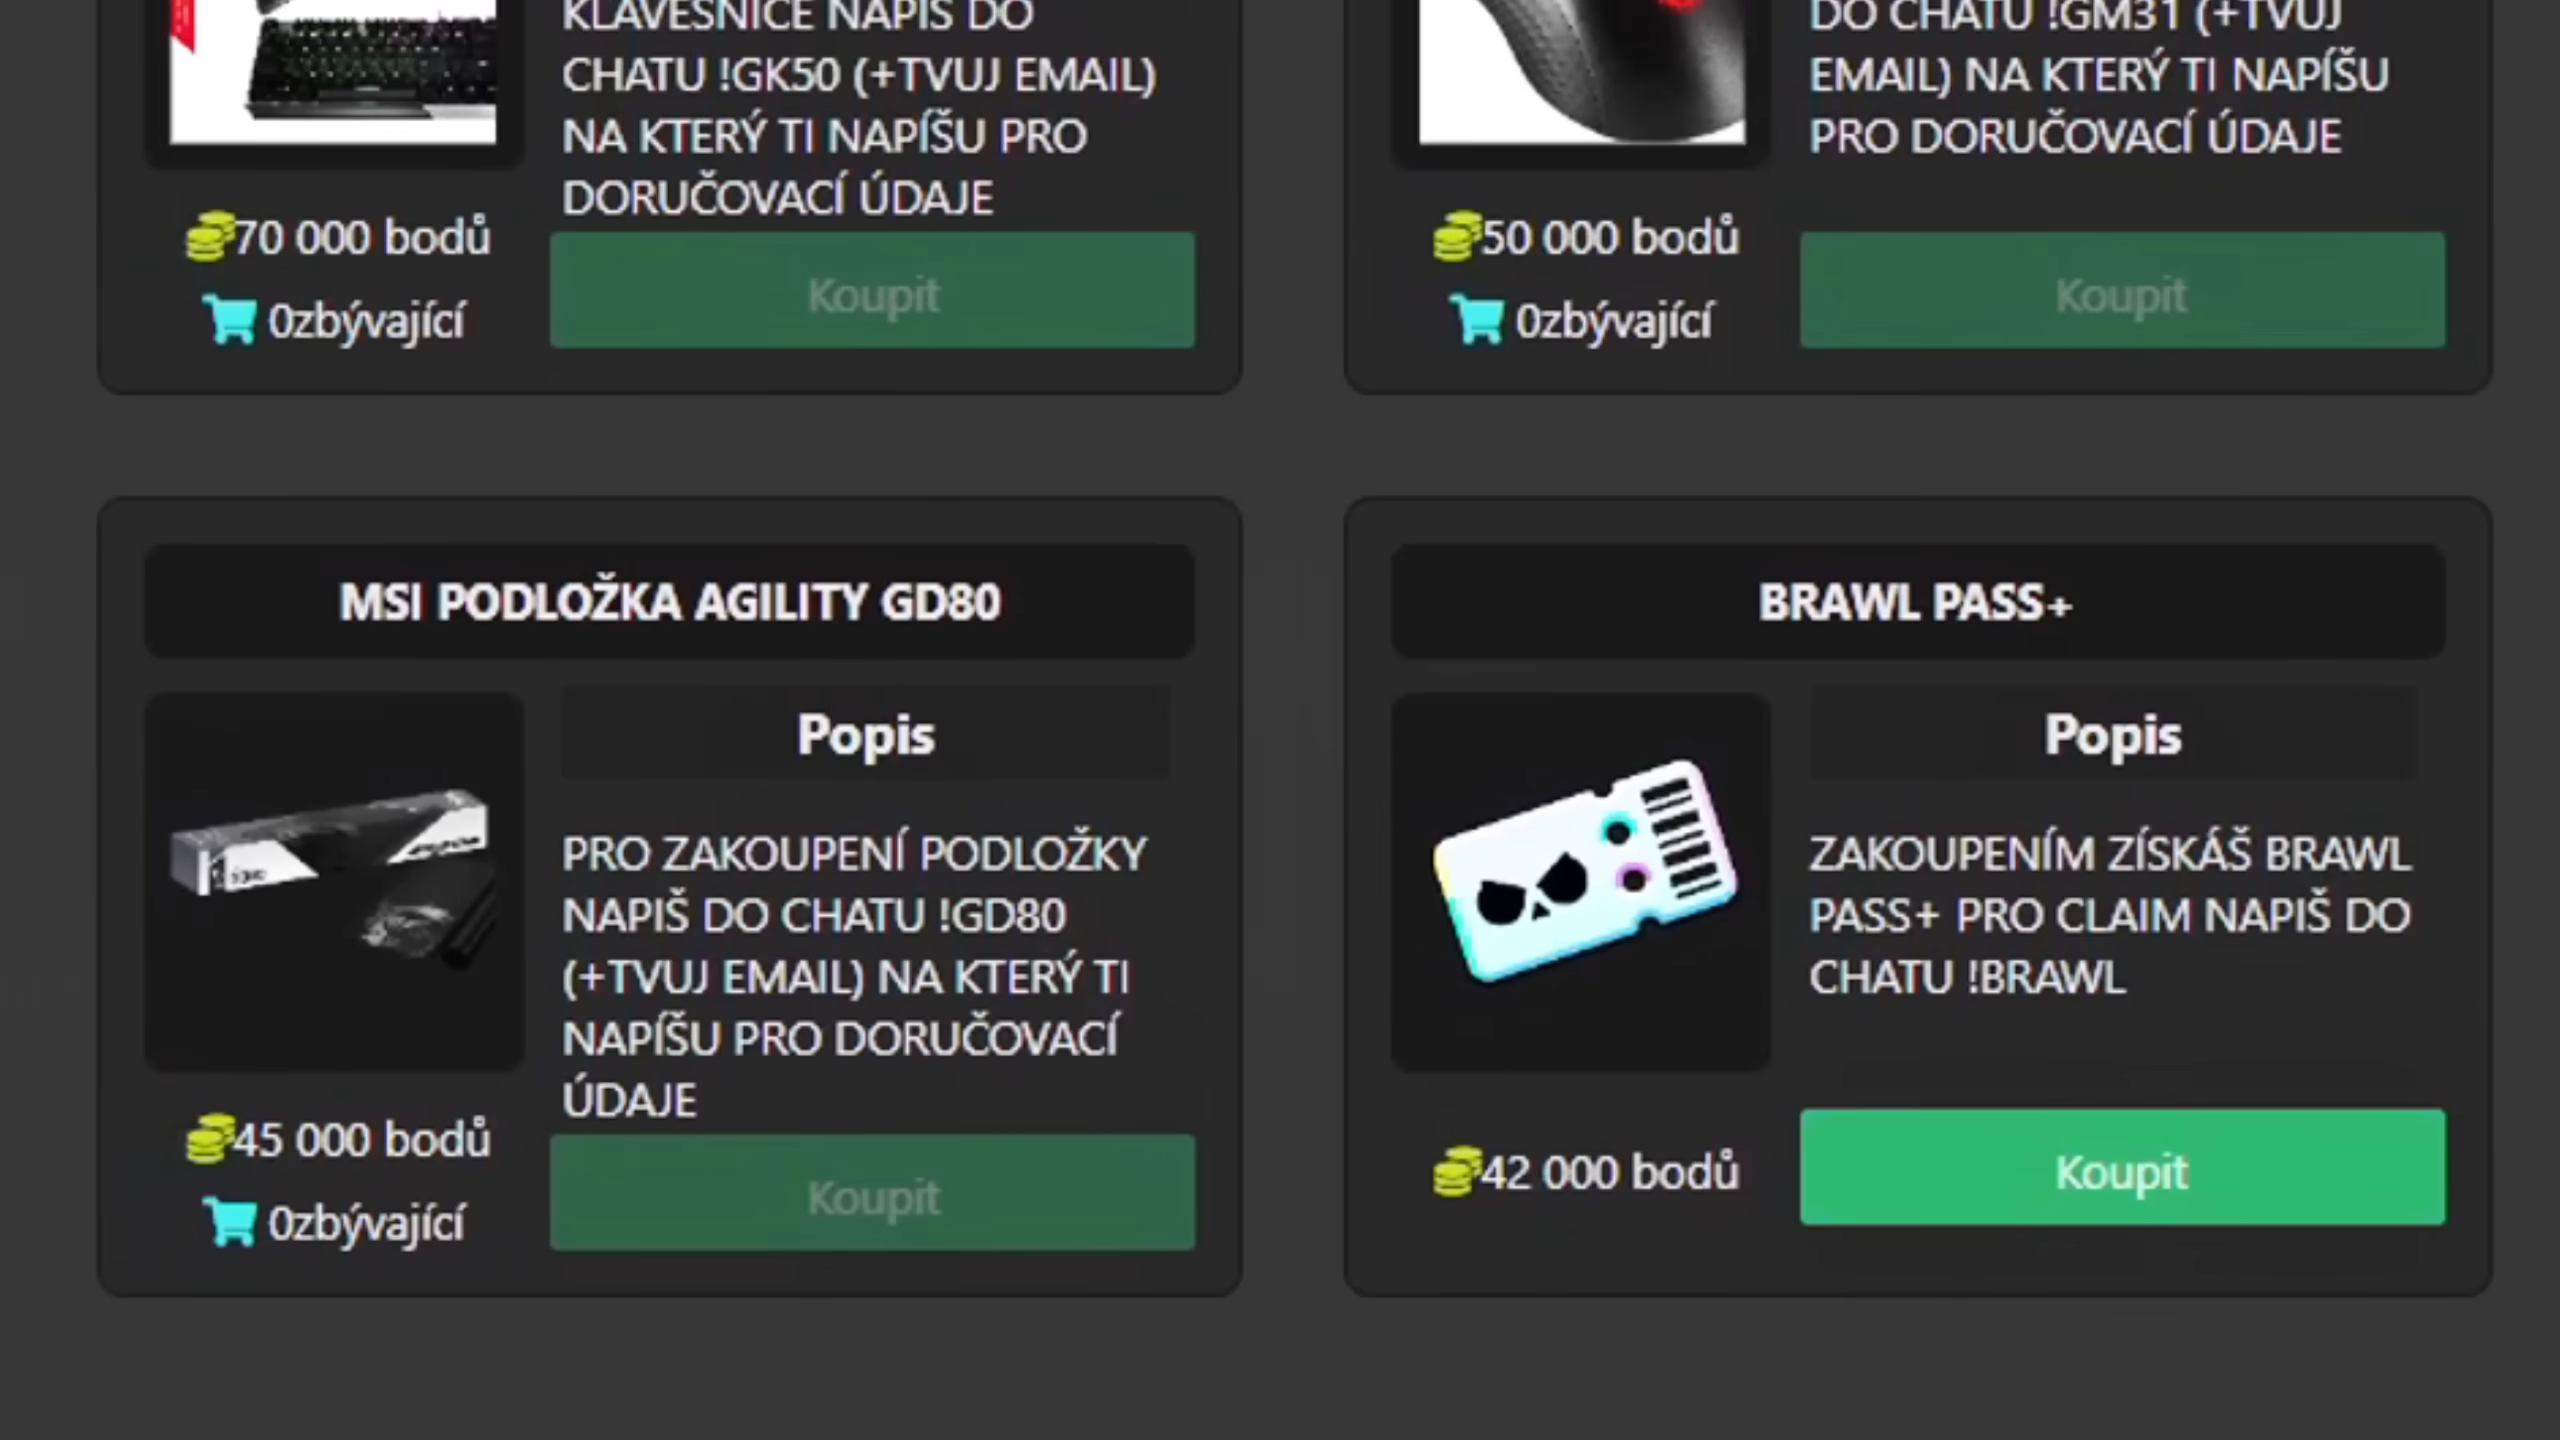 KLÁVESNICE NAPIŠ DO
CHATU !GK50 (+TVUJ EMAIL)
NA KTERÝ TI NAPÍŠU PRO
DORUČOVACÍ ÚDAJE
70 000 bodů
0zbývající
Koupit
DO CHATU !GM31 (+TVUJ
EMAIL) NA KTERÝ TI NAPÍŠU
PRO DORUČOVACÍ ÚDAJE
50 000 bodů
0zbývající
Koupit
MSI PODLOŽKA AGILITY GD80
Popis
PRO ZAKOUPENÍ PODLOŽKY
NAPIŠ DO CHATU !GD80
(+TVUJ EMAIL) NA KTERÝ TI
NAPÍŠU PRO DORUČOVACÍ
ÚDAJE
45 000 bodů
0zbývající
Koupit
BRAWL PASS+
Popis
ZAKOUPENÍM ZÍSKÁŠ BRAWL
PASS+ PRO CLAIM NAPIŠ DO
CHATU !BRAWL
42 000 bodů
Koupit